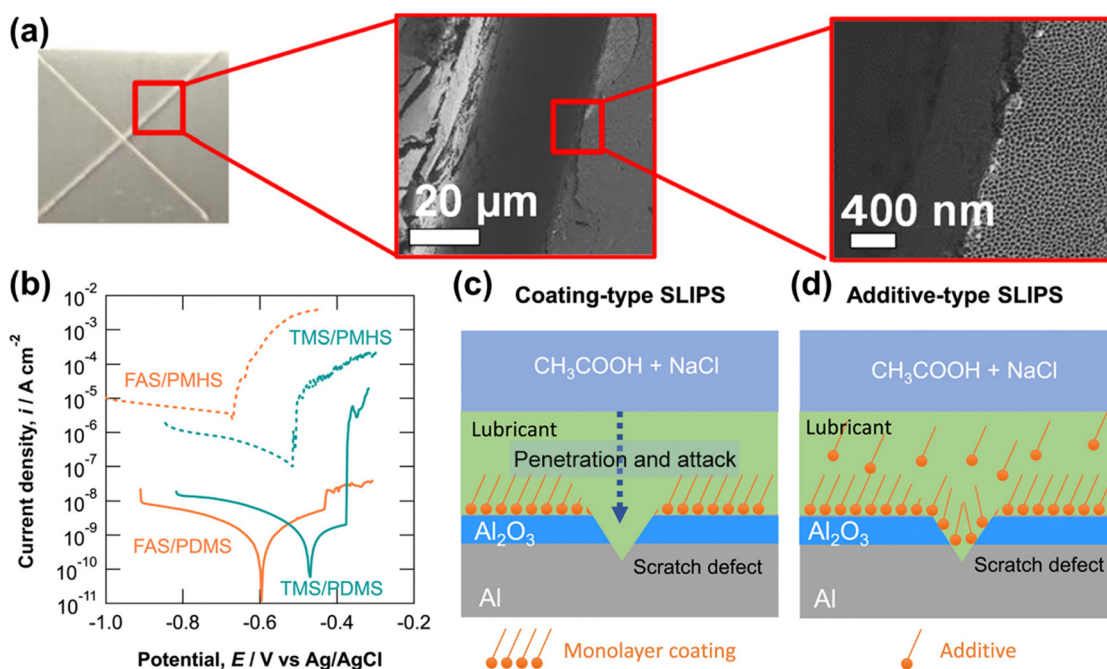 (a)
20 μm
400 nm
(b)
10⁻²
10⁻³
10⁻⁴
10⁻⁵
10⁻⁶
10⁻⁷
10⁻⁸
10⁻⁹
10⁻¹⁰
10⁻¹¹
Current density, i / A cm⁻²
TMS/PMHS
FAS/PMHS
FAS/PDMS
TMS/PDMS
-1.0
-0.8
-0.6
-0.4
-0.2
Potential, E / V vs Ag/AgCl
(c)
Coating-type SLIPS
CH₃COOH + NaCl
Lubricant
Penetration and attack
Al₂O₃
Scratch defect
Al
Monolayer coating
(d)
Additive-type SLIPS
CH₃COOH + NaCl
Lubricant
Al₂O₃
Scratch defect
Al
Additive